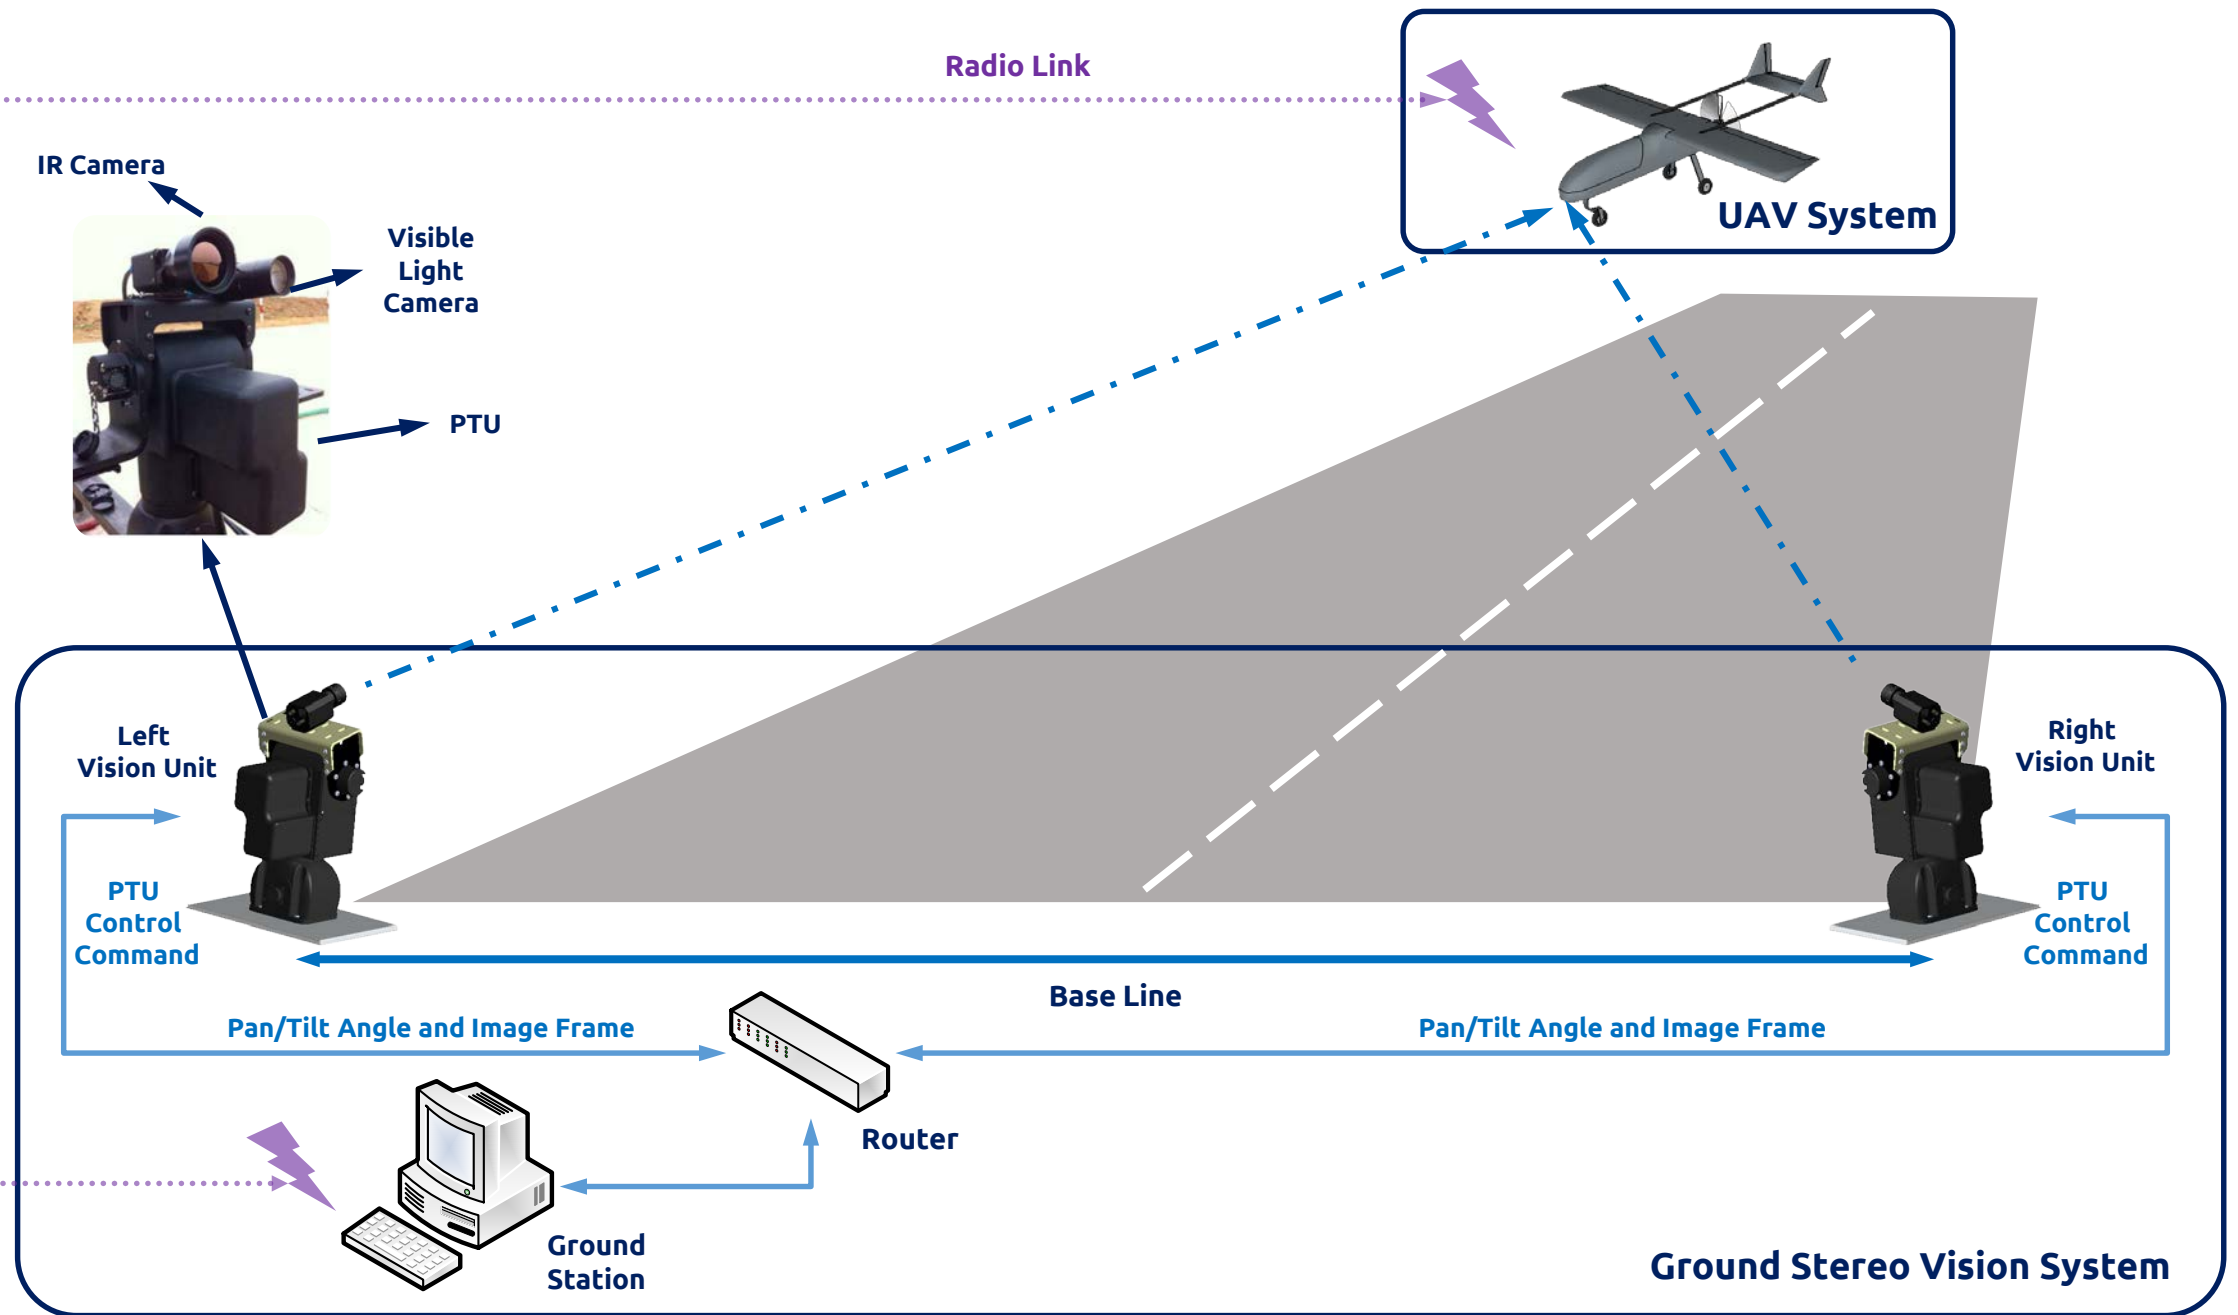 Radio Link
IR Camera
Visible
Light
Camera
UAV System
PTU
Left
Vision Unit
Right
Vision Unit
PTU
Control
Command
PTU
Control
Command
Base Line
Pan/Tilt Angle and Image Frame
Pan/Tilt Angle and Image Frame
Router
Ground
Station
Ground Stereo Vision System